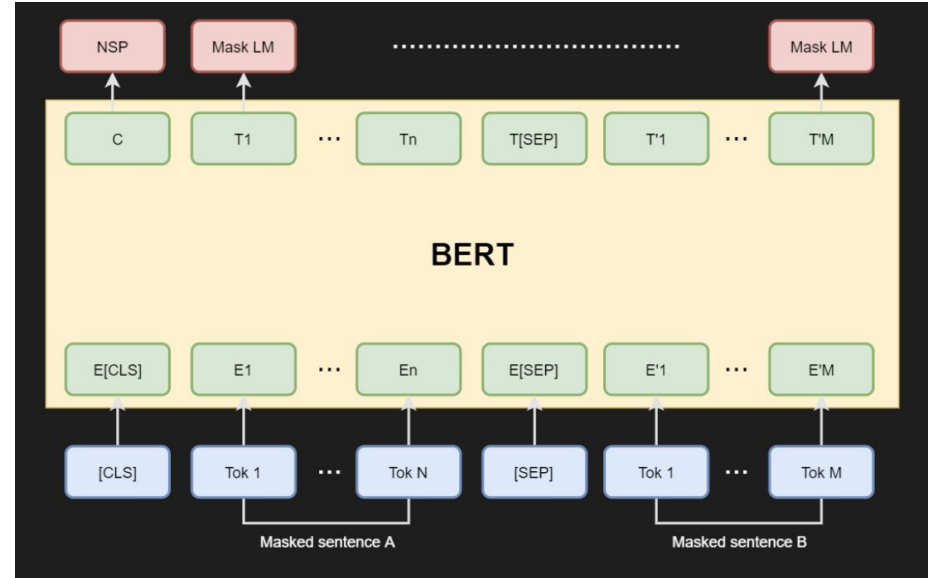 NSP Mask LM Mask LM
C T1 ... Tn T[SEP] T'1 ... T'M
BERT
E[CLS] E1 ... En E[SEP] E'1 ... E'M
[CLS] Tok 1 ... Tok N [SEP] Tok 1 ... Tok M
Masked sentence A Masked sentence B